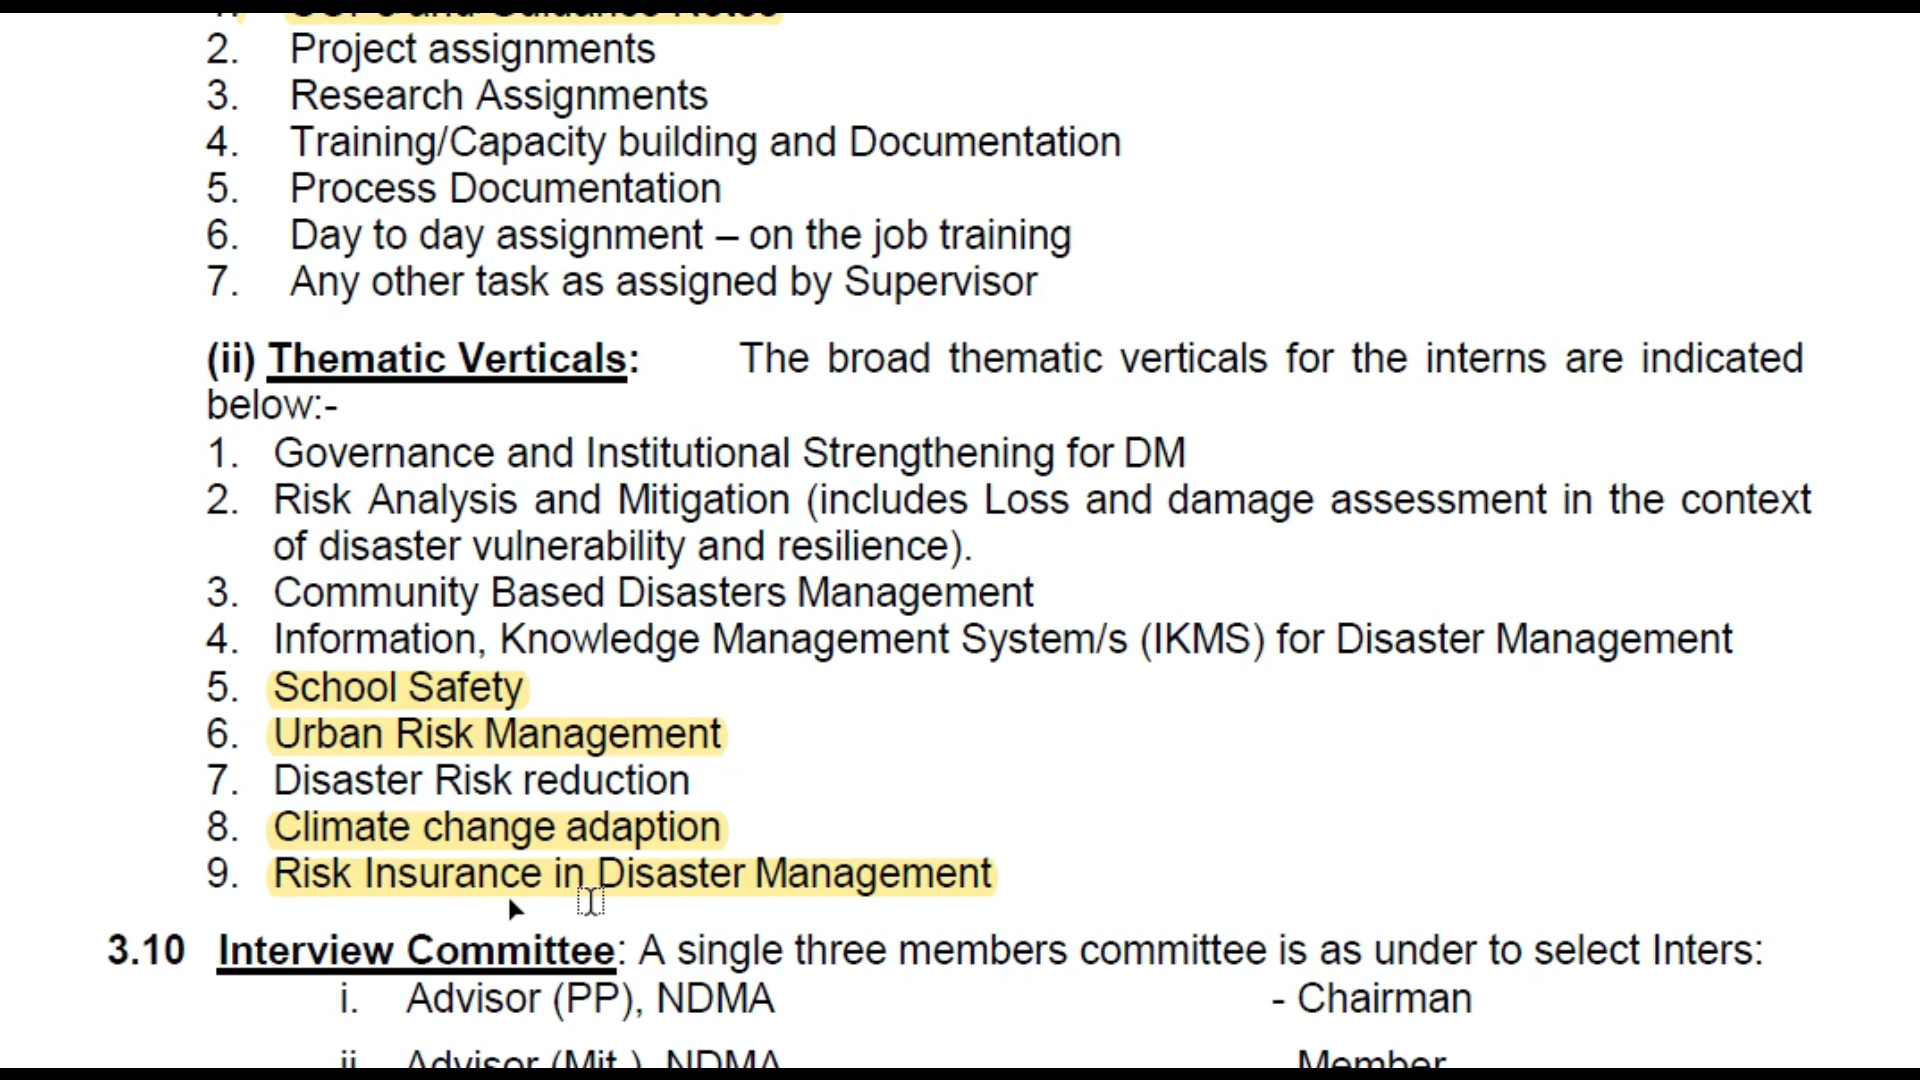 2. Project assignments
3. Research Assignments
4. Training/Capacity building and Documentation
5. Process Documentation
6. Day to day assignment – on the job training
7. Any other task as assigned by Supervisor
(ii) Thematic Verticals: The broad thematic verticals for the interns are indicated
below:-
1. Governance and Institutional Strengthening for DM
2. Risk Analysis and Mitigation (includes Loss and damage assessment in the context
of disaster vulnerability and resilience).
3. Community Based Disasters Management
4. Information, Knowledge Management System/s (IKMS) for Disaster Management
5. School Safety
6. Urban Risk Management
7. Disaster Risk reduction
8. Climate change adaption
9. Risk Insurance in Disaster Management
3.10 Interview Committee: A single three members committee is as under to select Inters:
i. Advisor (PP), NDMA - Chairman
ii. Advisor (Mit.), NDMA Member